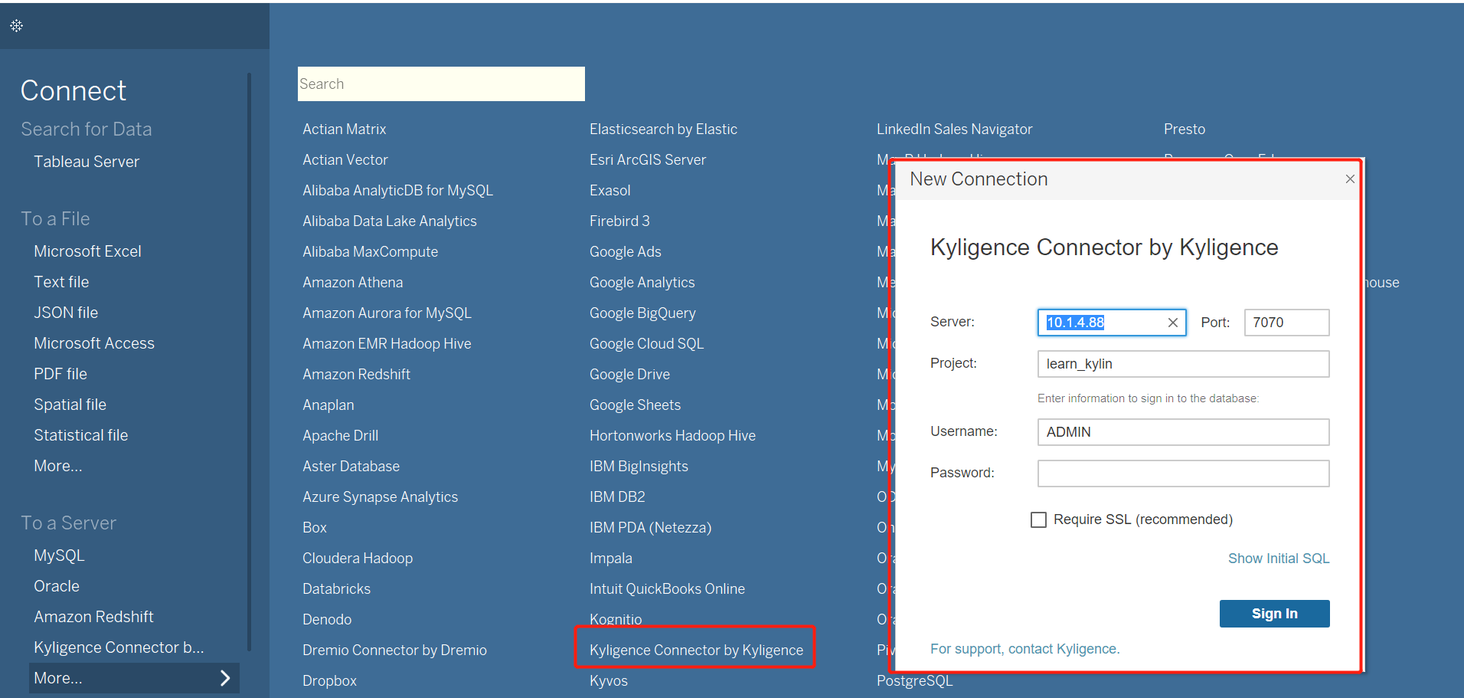 Connect
Search for Data
Tableau Server
To a File
Microsoft Excel
Text file
JSON file
Microsoft Access
PDF file
Spatial file
Statistical file
More...
To a Server
MySQL
Oracle
Amazon Redshift
Kyligence Connector b...
More...
Search
Actian Matrix
Actian Vector
Alibaba AnalyticDB for MySQL
Alibaba Data Lake Analytics
Alibaba MaxCompute
Amazon Athena
Amazon Aurora for MySQL
Amazon EMR Hadoop Hive
Amazon Redshift
Anaplan
Apache Drill
Aster Database
Azure Synapse Analytics
Box
Cloudera Hadoop
Databricks
Denodo
Dremio Connector by Dremio
Dropbox
Elasticsearch by Elastic
Esri ArcGIS Server
Exasol
Firebird 3
Google Ads
Google Analytics
Google BigQuery
Google Cloud SQL
Google Drive
Google Sheets
Hortonworks Hadoop Hive
IBM BigInsights
IBM DB2
IBM PDA (Netezza)
Impala
Intuit QuickBooks Online
Kognitio
Kyligence Connector by Kyligence
Kyvos
LinkedIn Sales Navigator
PostgreSQL
Presto
New Connection
Kyligence Connector by Kyligence
Server: 10.1.4.88 Port: 7070
Project: learn_kylin
Enter information to sign in to the database:
Username: ADMIN
Password:
Require SSL (recommended)
Show Initial SQL
Sign In
For support, contact Kyligence.